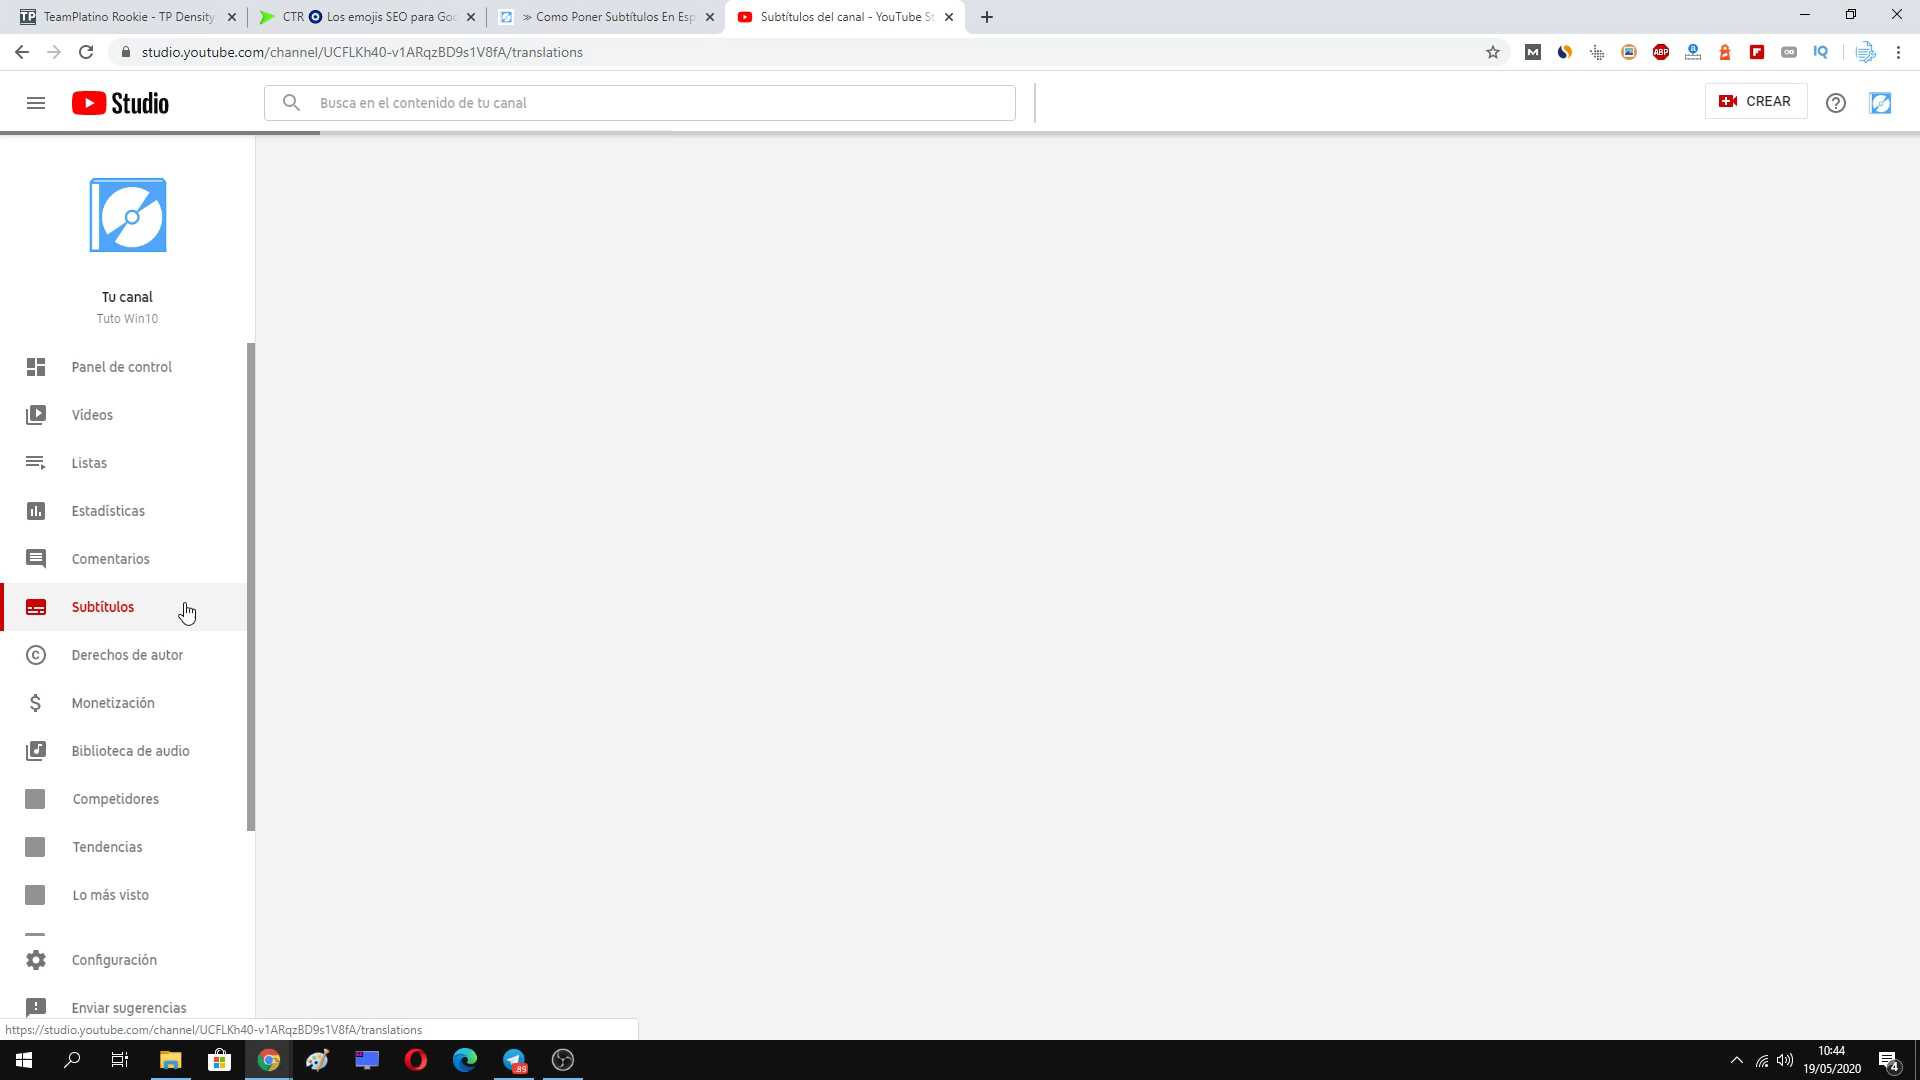 TeamPlatino Rookie - TP Density
CTR Los emojis SEO para Goo
» Como Poner Subtítulos En Esp
Subtítulos del canal - YouTube St
studio.youtube.com/channel/UCFLKh40-v1ARqzBD9s1V8fA/translations
Studio
Busca en el contenido de tu canal
CREAR
Tu canal
Tuto Win10
Panel de control
Vídeos
Listas
Estadísticas
Comentarios
Subtítulos
Derechos de autor
Monetización
Biblioteca de audio
Competidores
Tendencias
Lo más visto
Configuración
Enviar sugerencias
https://studio.youtube.com/channel/UCFLKh40-v1ARqzBD9s1V8fA/translations
89
10:44
19/05/2020
4